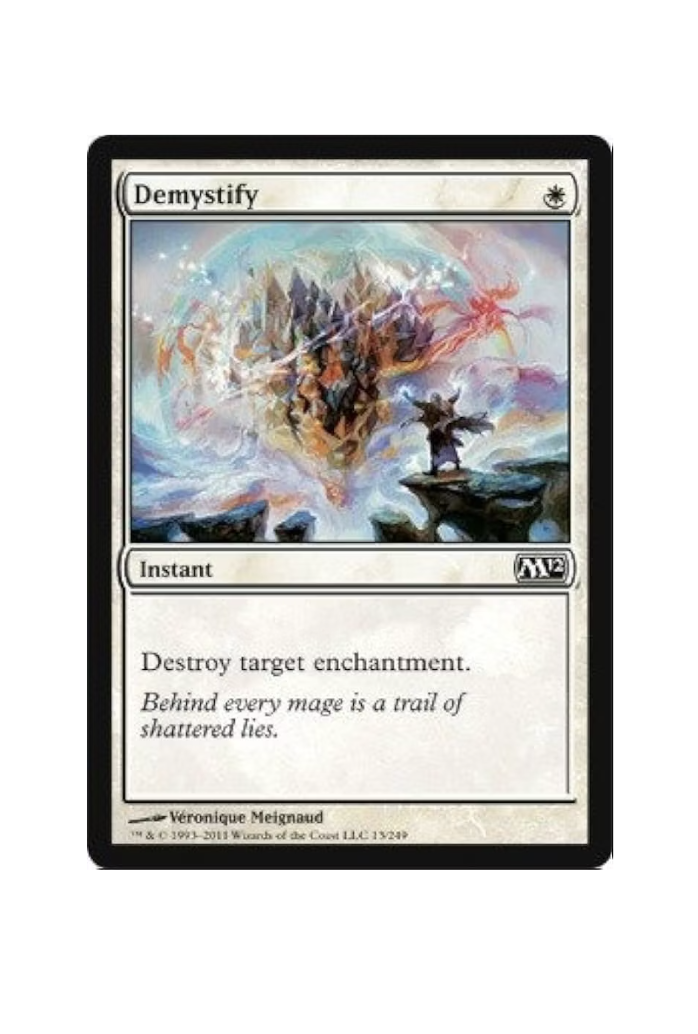 Demystify
Instant
M12
Destroy target enchantment.
Behind every mage is a trail of
shattered lies.
Véronique Meignaud
™ & © 1993–2011 Wizards of the Coast LLC 13/249